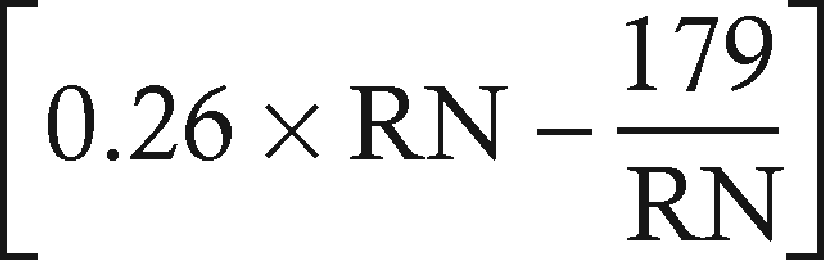 [0.26 × RN − 179/RN]